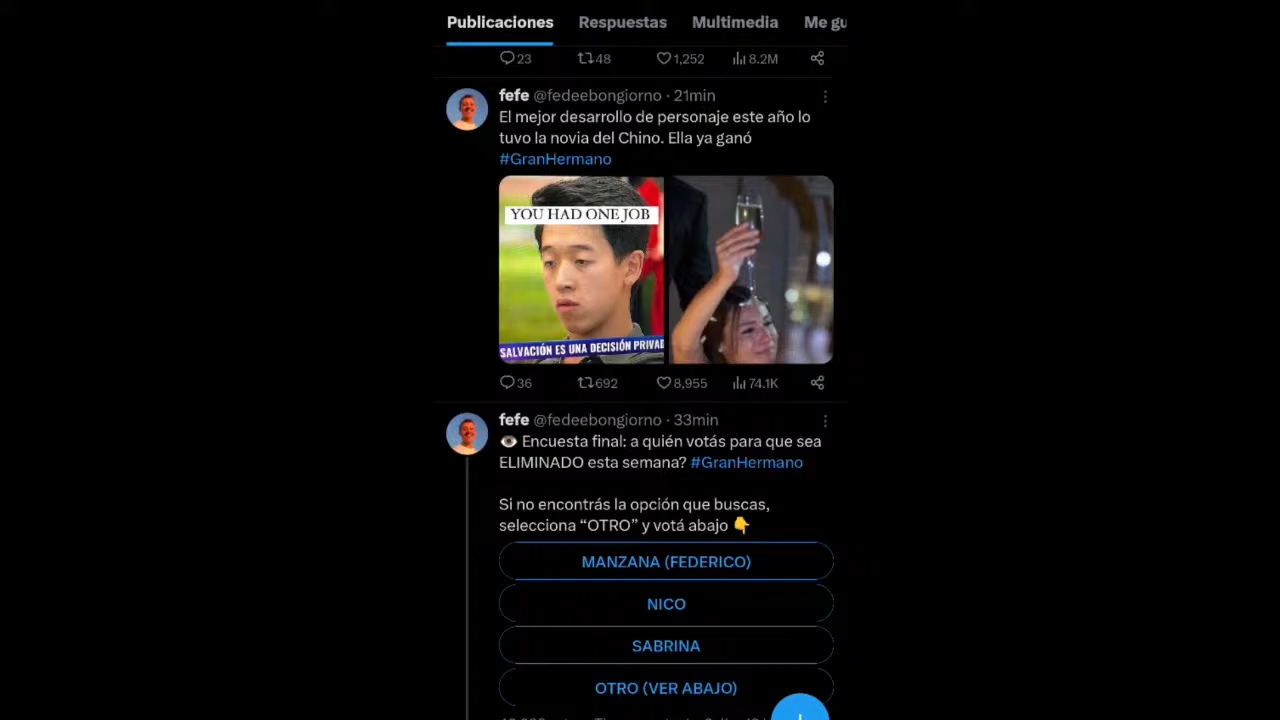 Publicaciones Respuestas Multimedia Me gu
23 48 1,252 8.2M
fefe @fedeebongiorno · 21min
El mejor desarrollo de personaje este año lo
tuvo la novia del Chino. Ella ya ganó
#GranHermano
YOU HAD ONE JOB
SALVACIÓN ES UNA DECISIÓN PRIVAD
36 692 8,955 74.1K
fefe @fedeebongiorno · 33min
👁 Encuesta final: a quién votás para que sea
ELIMINADO esta semana? #GranHermano
Si no encontrás la opción que buscas,
selecciona “OTRO” y votá abajo 👇
MANZANA (FEDERICO)
NICO
SABRINA
OTRO (VER ABAJO)